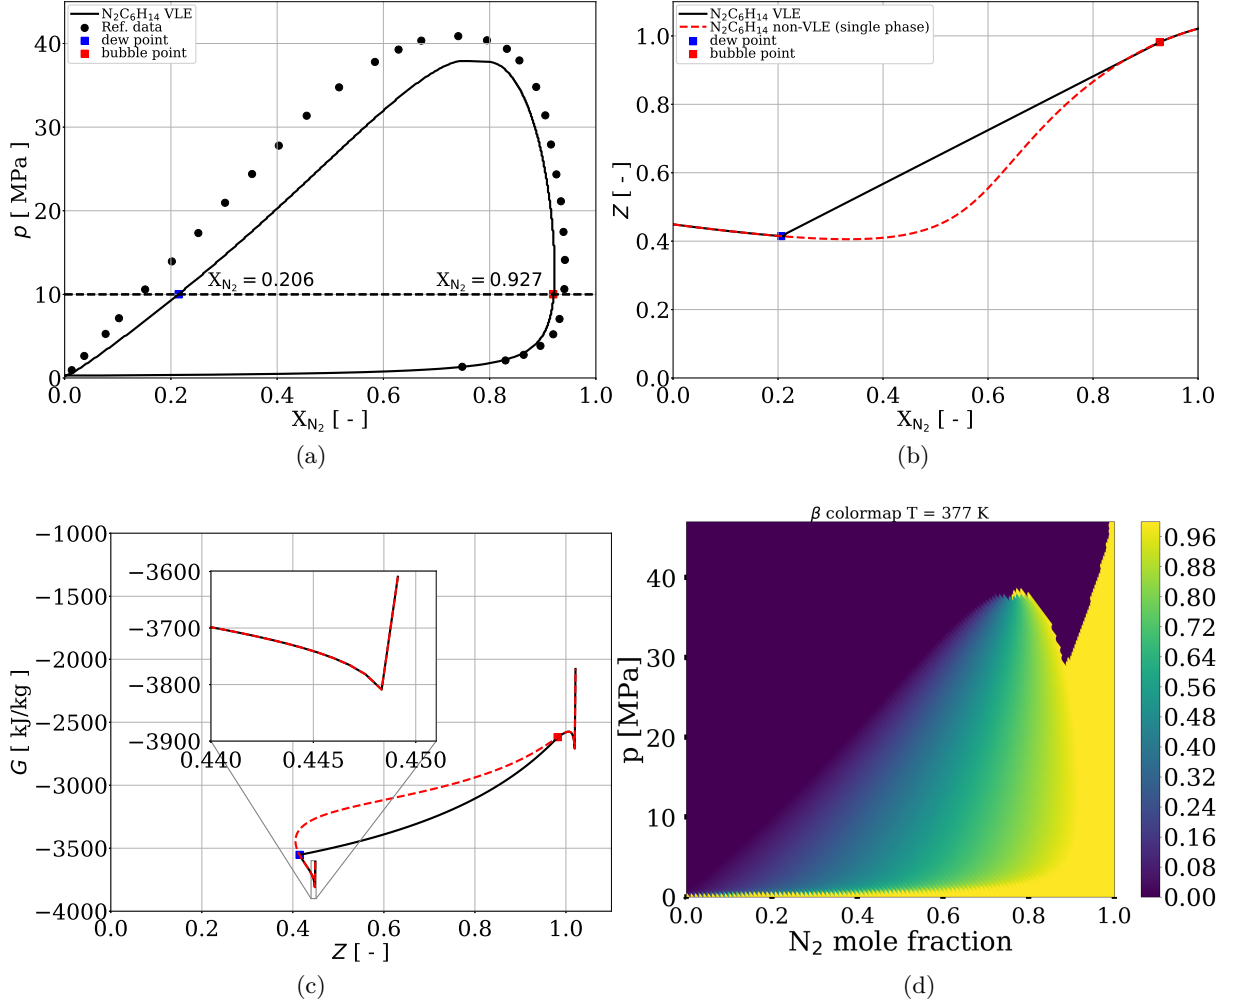 N₂C₆H₁₄ VLE
Ref. data
dew point
bubble point
p [ MPa ]
40
30
20
10
0
X_N₂ = 0.206
X_N₂ = 0.927
0.0 0.2 0.4 0.6 0.8 1.0
X_N₂ [ - ]
(a)
N₂C₆H₁₄ VLE
N₂C₆H₁₄ non-VLE (single phase)
dew point
bubble point
Z [ - ]
1.0
0.8
0.6
0.4
0.2
0.0
0.0 0.2 0.4 0.6 0.8 1.0
X_N₂ [ - ]
(b)
G [ kJ/kg ]
−1000
−1500
−2000
−2500
−3000
−3500
−4000
−3600
−3700
−3800
−3900
0.440 0.445 0.450
0.0 0.2 0.4 0.6 0.8 1.0
Z [ - ]
(c)
β colormap T = 377 K
p [MPa]
40
30
20
10
0
0.0 0.2 0.4 0.6 0.8 1.0
N₂ mole fraction
0.96
0.88
0.80
0.72
0.64
0.56
0.48
0.40
0.32
0.24
0.16
0.08
0.00
(d)